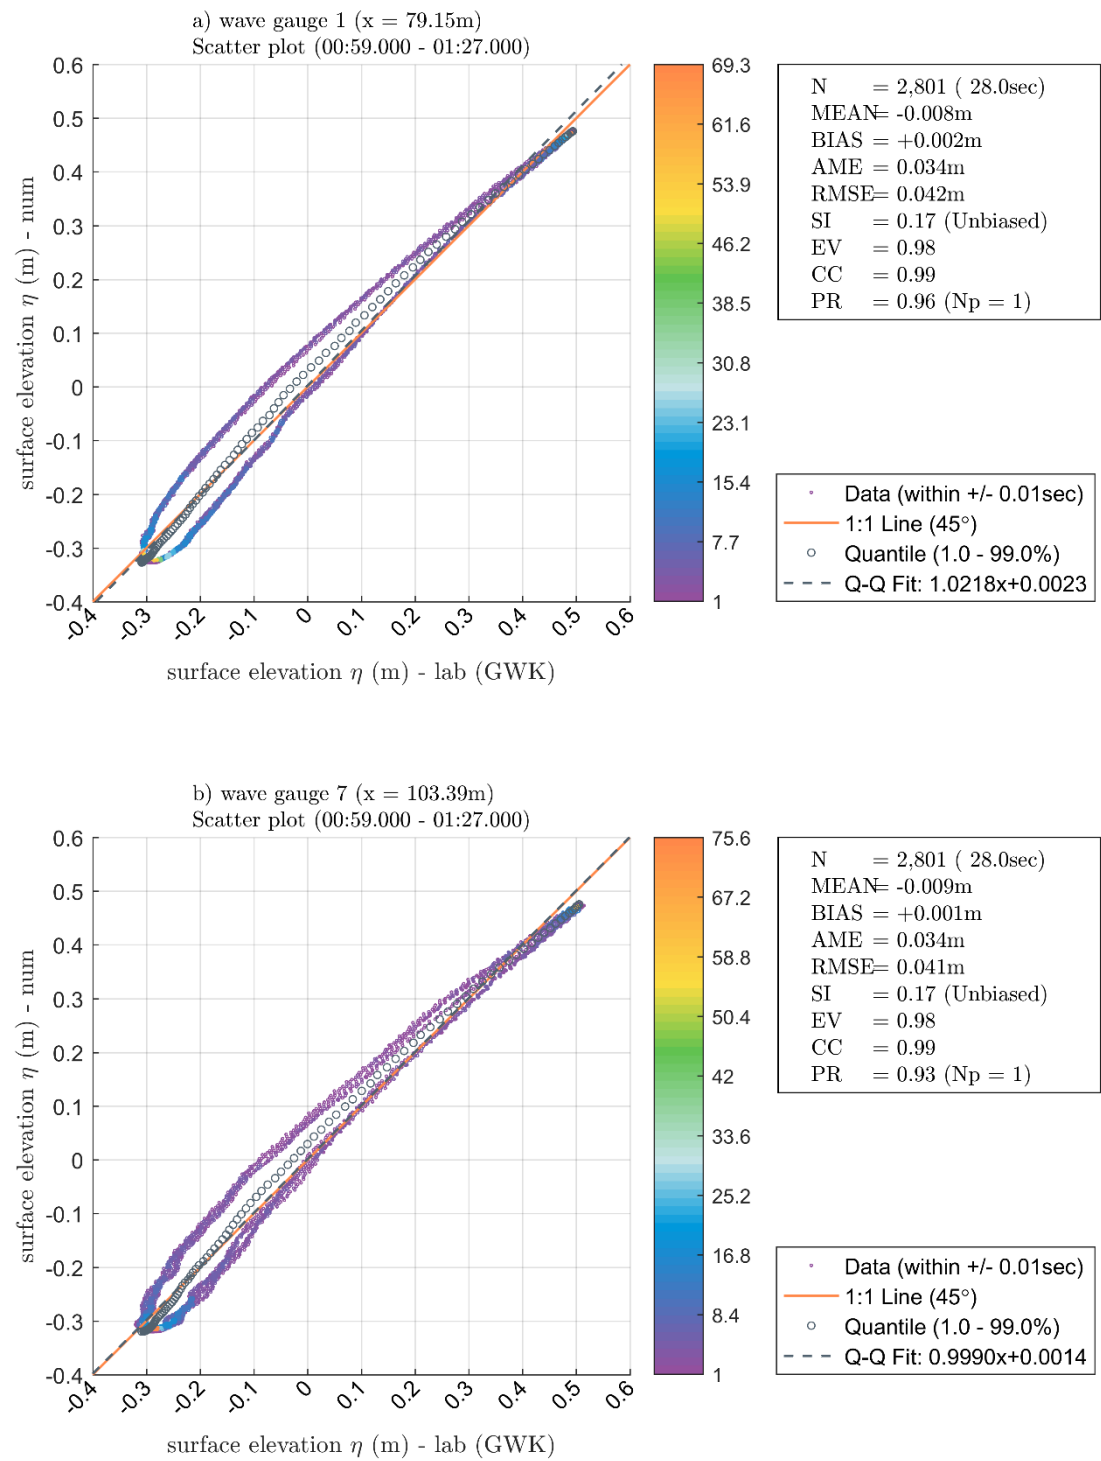 a) wave gauge 1 (x = 79.15m)
Scatter plot (00:59.000 - 01:27.000)
surface elevation η (m) - num
0.6
0.5
0.4
0.3
0.2
0.1
0
-0.1
-0.2
-0.3
-0.4
-0.4 -0.3 -0.2 -0.1 0 0.1 0.2 0.3 0.4 0.5 0.6
surface elevation η (m) - lab (GWK)
69.3
61.6
53.9
46.2
38.5
30.8
23.1
15.4
7.7
1
N = 2,801 ( 28.0sec)
MEAN= -0.008m
BIAS = +0.002m
AME = 0.034m
RMSE= 0.042m
SI = 0.17 (Unbiased)
EV = 0.98
CC = 0.99
PR = 0.96 (Np = 1)
Data (within +/- 0.01sec)
1:1 Line (45°)
Quantile (1.0 - 99.0%)
Q-Q Fit: 1.0218x+0.0023
b) wave gauge 7 (x = 103.39m)
Scatter plot (00:59.000 - 01:27.000)
surface elevation η (m) - num
0.6
0.5
0.4
0.3
0.2
0.1
0
-0.1
-0.2
-0.3
-0.4
-0.4 -0.3 -0.2 -0.1 0 0.1 0.2 0.3 0.4 0.5 0.6
surface elevation η (m) - lab (GWK)
75.6
67.2
58.8
50.4
42
33.6
25.2
16.8
8.4
1
N = 2,801 ( 28.0sec)
MEAN= -0.009m
BIAS = +0.001m
AME = 0.034m
RMSE= 0.041m
SI = 0.17 (Unbiased)
EV = 0.98
CC = 0.99
PR = 0.93 (Np = 1)
Data (within +/- 0.01sec)
1:1 Line (45°)
Quantile (1.0 - 99.0%)
Q-Q Fit: 0.9990x+0.0014